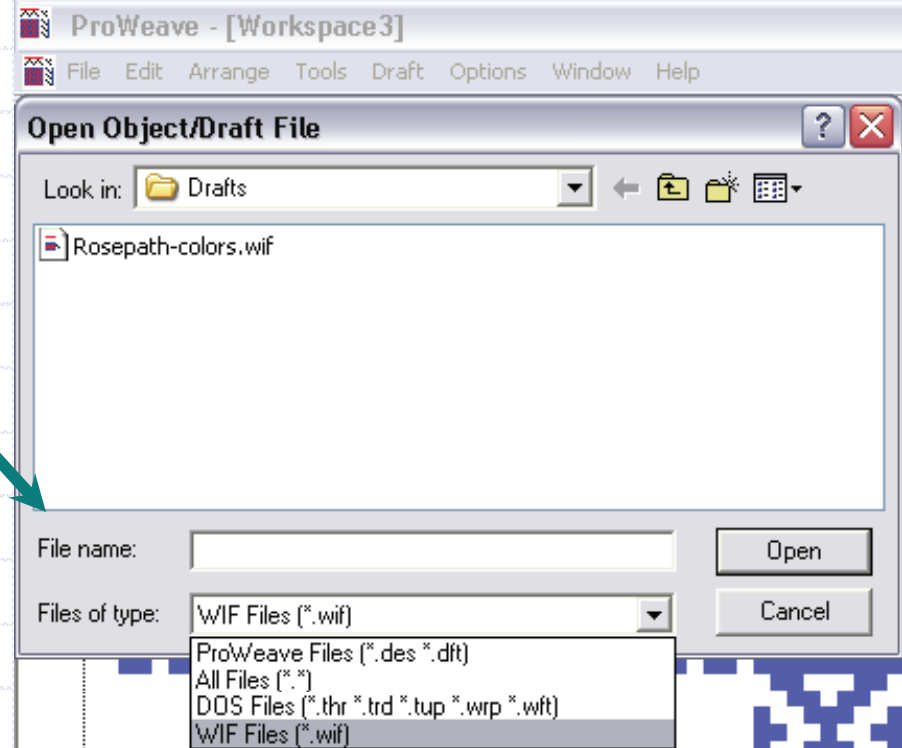 ProWeave - [Workspace3]
File Edit Arrange Tools Draft Options Window Help
Open Object/Draft File
Look in: Drafts
Rosepath-colors.wif
File name:
Open
Files of type: WIF Files (*.wif)
Cancel
ProWeave Files (*.des *.dft)
All Files (*.*)
DOS Files (*.thr *.trd *.tup *.wrp *.wft)
WIF Files (*.wif)